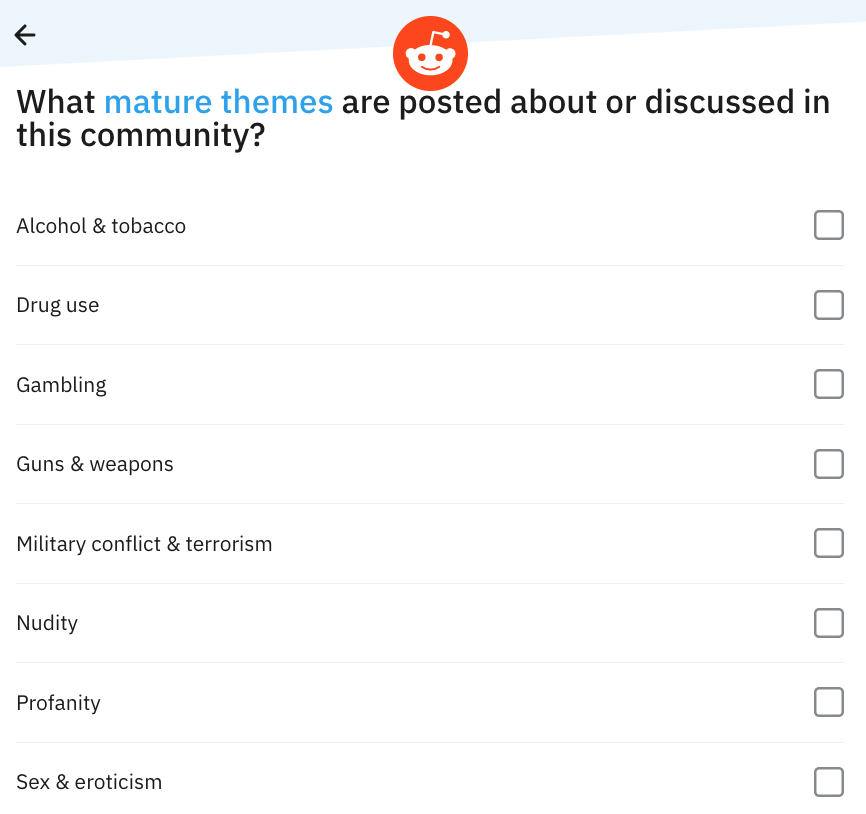 What mature themes are posted about or discussed in
this community?
Alcohol & tobacco
Drug use
Gambling
Guns & weapons
Military conflict & terrorism
Nudity
Profanity
Sex & eroticism